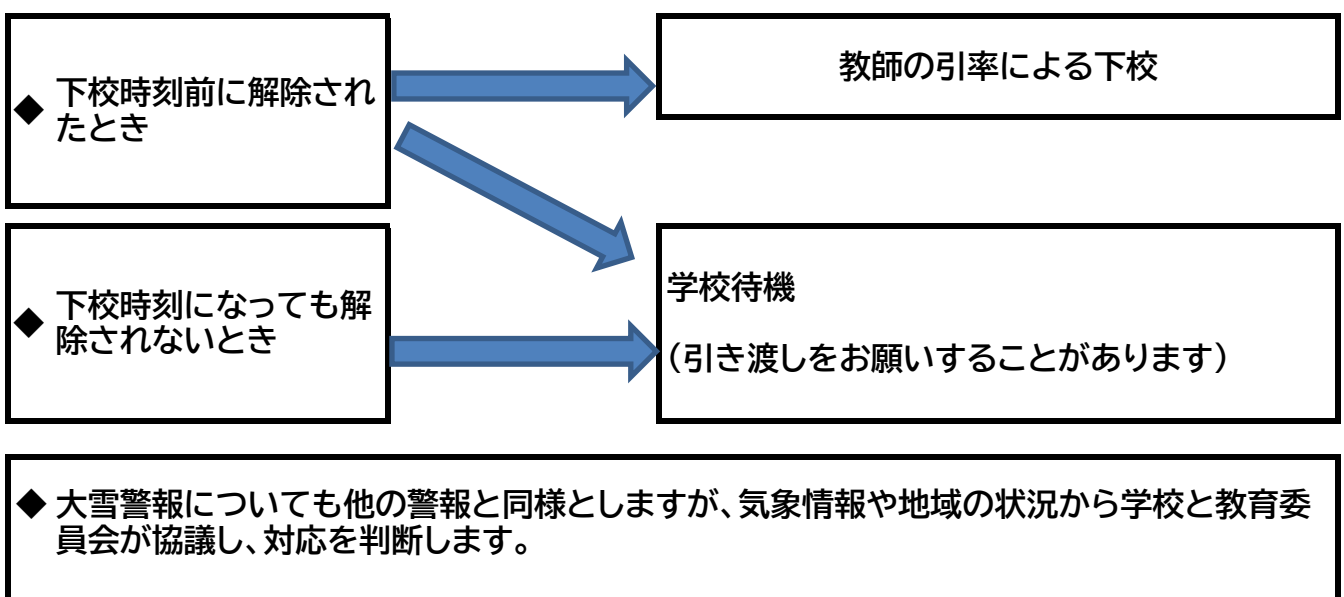 ◆ 下校時刻前に解除され
たとき
教師の引率による下校
◆ 下校時刻になっても解
除されないとき
学校待機
(引き渡しをお願いすることがあります)
◆ 大雪警報についても他の警報と同様としますが、気象情報や地域の状況から学校と教育委
員会が協議し、対応を判断します。